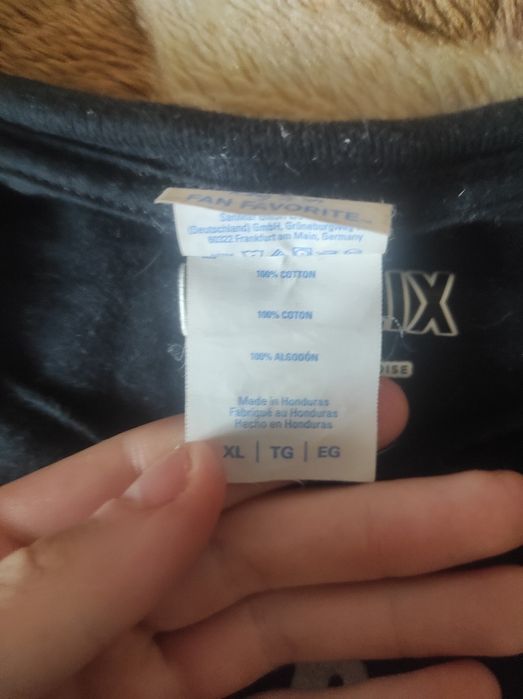 FAN FAVORITE™
(Deutschland) GmbH, Grüneburgweg
60322 Frankfurt am Main, Germany
100% COTTON
100% COTON
100% ALGODÓN
Made in Honduras
Fabriqué au Honduras
Hecho en Honduras
XL | TG | EG